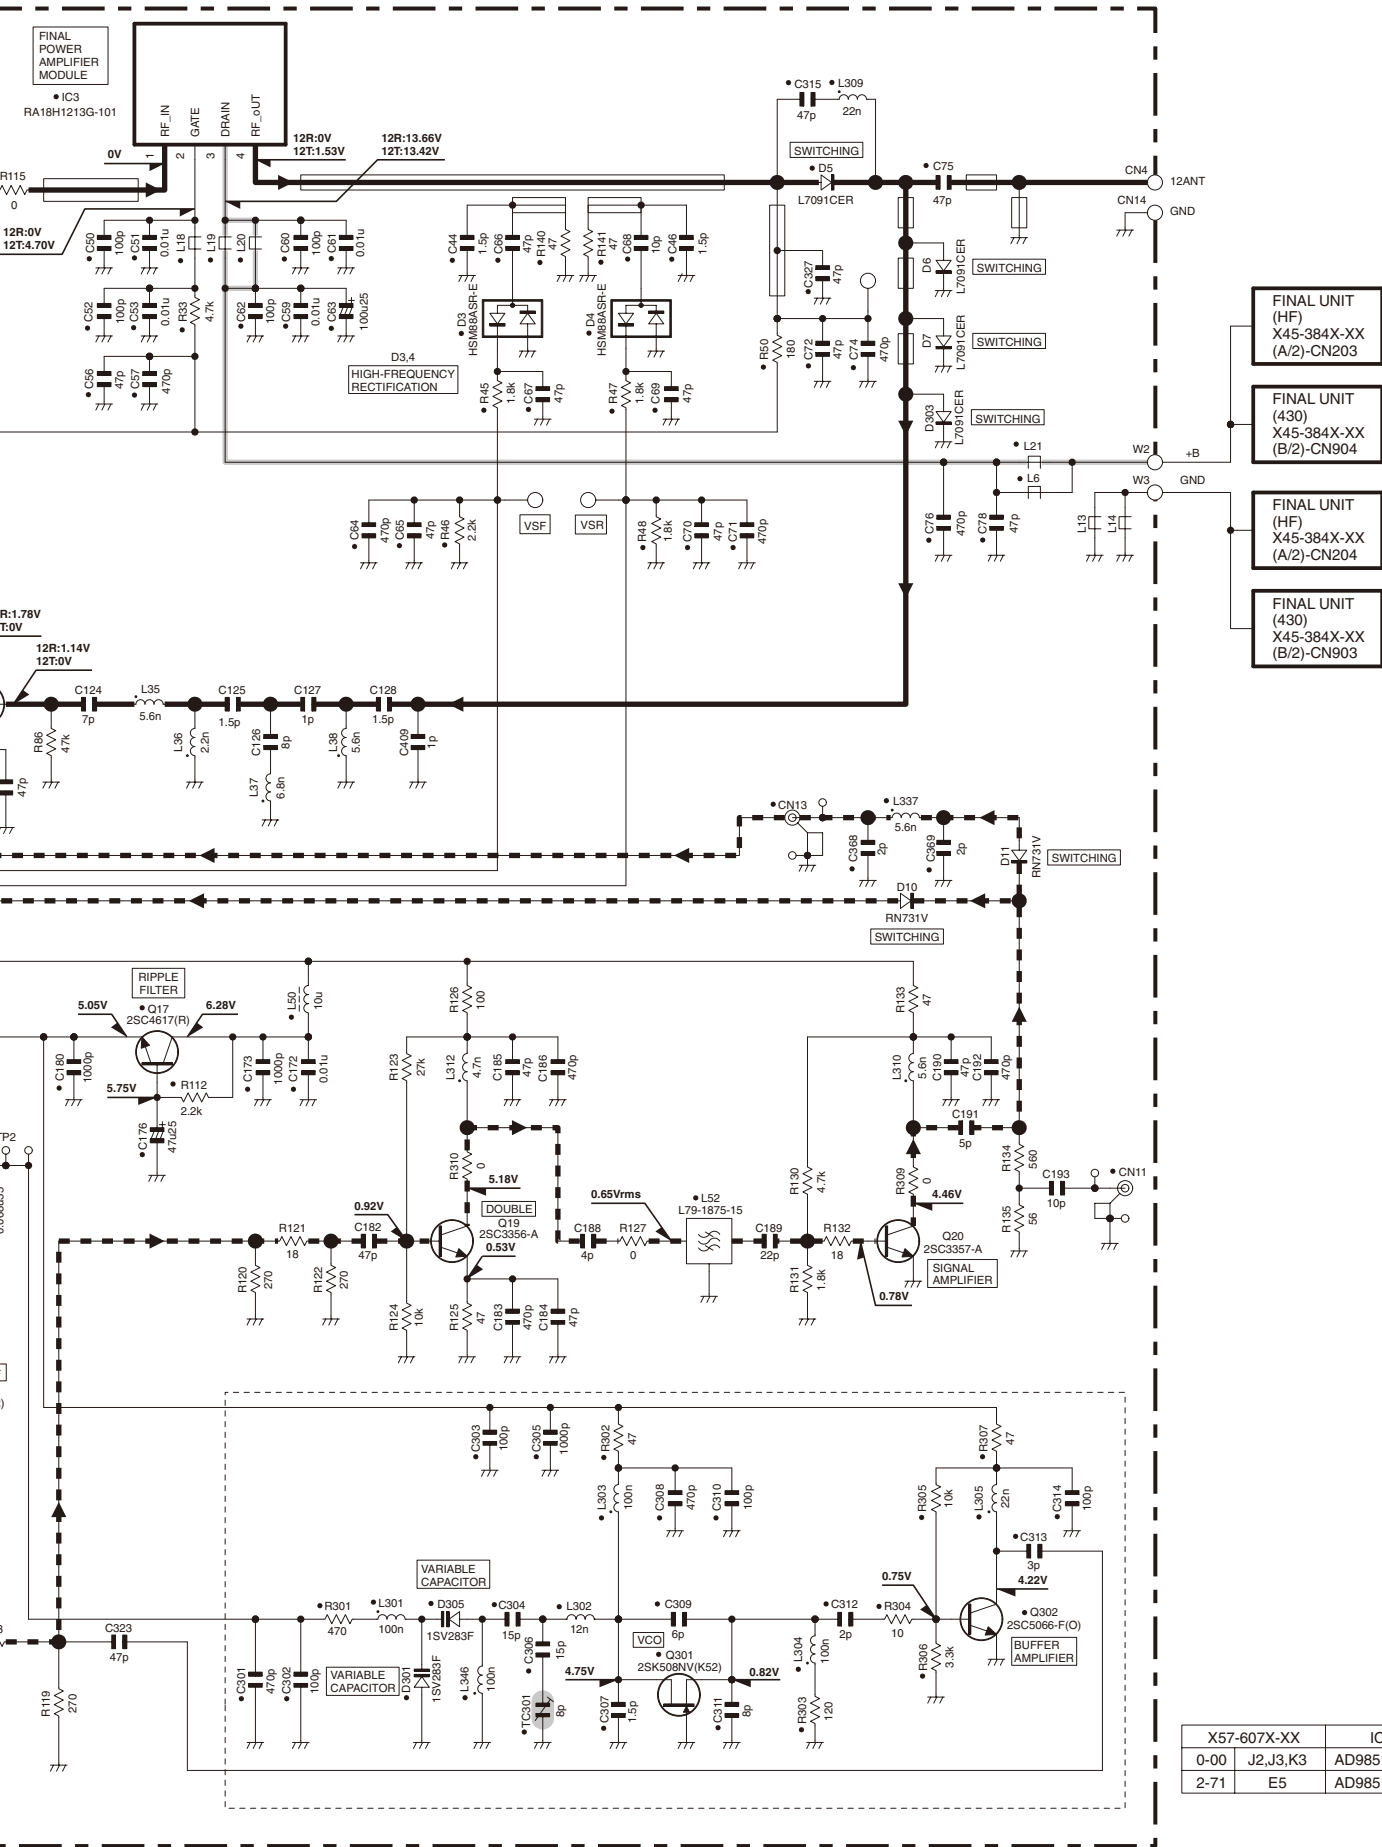 FINAL
POWER
AMPLIFIER
MODULE
IC3
RA18H1213G-101
RF_IN
GATE
DRAIN
RF_oUT
1
2
3
4
0V
12R:0V
12T:1.53V
12R:13.66V
12T:13.42V
R115
0
12R:0V
12T:4.70V
C50
100p
C51
0.01u
L18
L19
L20
C60
100p
C61
0.01u
C52
100p
C53
0.01u
R33
4.7k
C62
100p
C59
0.01u
C63
100u25
C56
47p
C57
470p
C44
1.5p
C66
47p
R140
47
R141
47
C68
10p
C46
1.5p
D3
HSM88ASR-E
D4
HSM88ASR-E
D3,4
HIGH-FREQUENCY
RECTIFICATION
R45
1.8k
C67
47p
R47
1.8k
C69
47p
C315
47p
L309
22n
SWITCHING
D5
L7091CER
C75
47p
CN4
12ANT
CN14
GND
C327
47p
R50
180
C72
47p
C74
470p
D6
L7091CER
SWITCHING
D7
L7091CER
SWITCHING
D303
L7091CER
SWITCHING
L21
L6
W2
+B
W3
GND
C76
470p
C78
47p
L13
L14
FINAL UNIT
(HF)
X45-384X-XX
(A/2)-CN203
FINAL UNIT
(430)
X45-384X-XX
(B/2)-CN904
FINAL UNIT
(HF)
X45-384X-XX
(A/2)-CN204
FINAL UNIT
(430)
X45-384X-XX
(B/2)-CN903
C64
470p
C65
47p
R46
2.2k
VSF
VSR
R48
1.8k
C70
47p
C71
470p
R:1.78V
T:0V
12R:1.14V
12T:0V
C124
7p
L35
5.6n
C125
1.5p
C127
1p
C128
1.5p
R86
47k
L36
2.2n
C126
8p
L37
6.8n
L38
5.6n
C409
1p
47p
CN13
L337
5.6n
C368
2p
C369
2p
D11
RN731V
SWITCHING
D10
RN731V
SWITCHING
RIPPLE
FILTER
5.05V
Q17
2SC4617(R)
6.28V
L50
10u
C180
1000p
C173
1000p
C172
0.01u
5.75V
R112
2.2k
C176
47u25
TP2
R126
100
R123
27k
L312
4.7n
C185
47p
C186
470p
R310
0
5.18V
DOUBLE
Q19
2SC3356-A
0.92V
0.53V
R121
18
C182
47p
R120
270
R122
270
R124
10k
R125
47
C183
470p
C184
47p
0.65Vrms
C188
4p
R127
0
L52
L79-1875-15
C189
22p
R130
4.7k
R131
1.8k
R132
18
R133
47
L310
5.6n
C190
47p
C192
470p
C191
5p
R309
0
4.46V
Q20
2SC3357-A
SIGNAL
AMPLIFIER
0.78V
R134
560
C193
10p
CN11
R135
56
C303
100p
C305
1000p
R302
47
L303
100n
C308
470p
C310
100p
R307
47
R305
10k
L305
22n
C314
100p
C313
3p
4.22V
0.75V
Q302
2SC5066-F(O)
BUFFER
AMPLIFIER
VARIABLE
CAPACITOR
R301
470
L301
100n
D305
1SV283F
C304
15p
L302
12n
C309
6p
C312
2p
R304
10
C323
47p
R119
270
C301
470p
C302
100p
VARIABLE
CAPACITOR
D301
1SV283F
L346
100n
C306
15p
TC301
8p
4.75V
C307
1.5p
VCO
Q301
2SK508NV(K52)
0.82V
C311
8p
L304
100n
R303
120
R306
3.3k
X57-607X-XX
IC
0-00 J2,J3,K3 AD985
2-71 E5 AD985